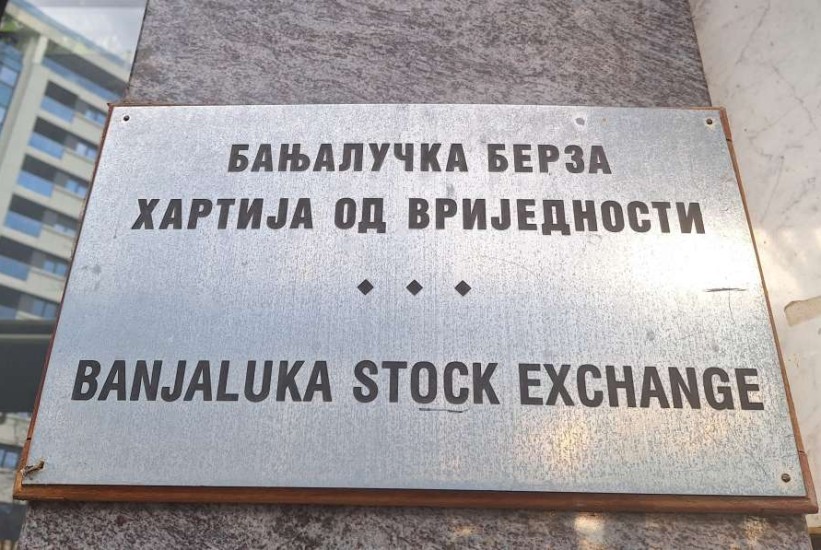 БАЊАЛУЧКА БЕРЗА
ХАРТИЈА ОД ВРИЈЕДНОСТИ
BANJALUKA STOCK EXCHANGE